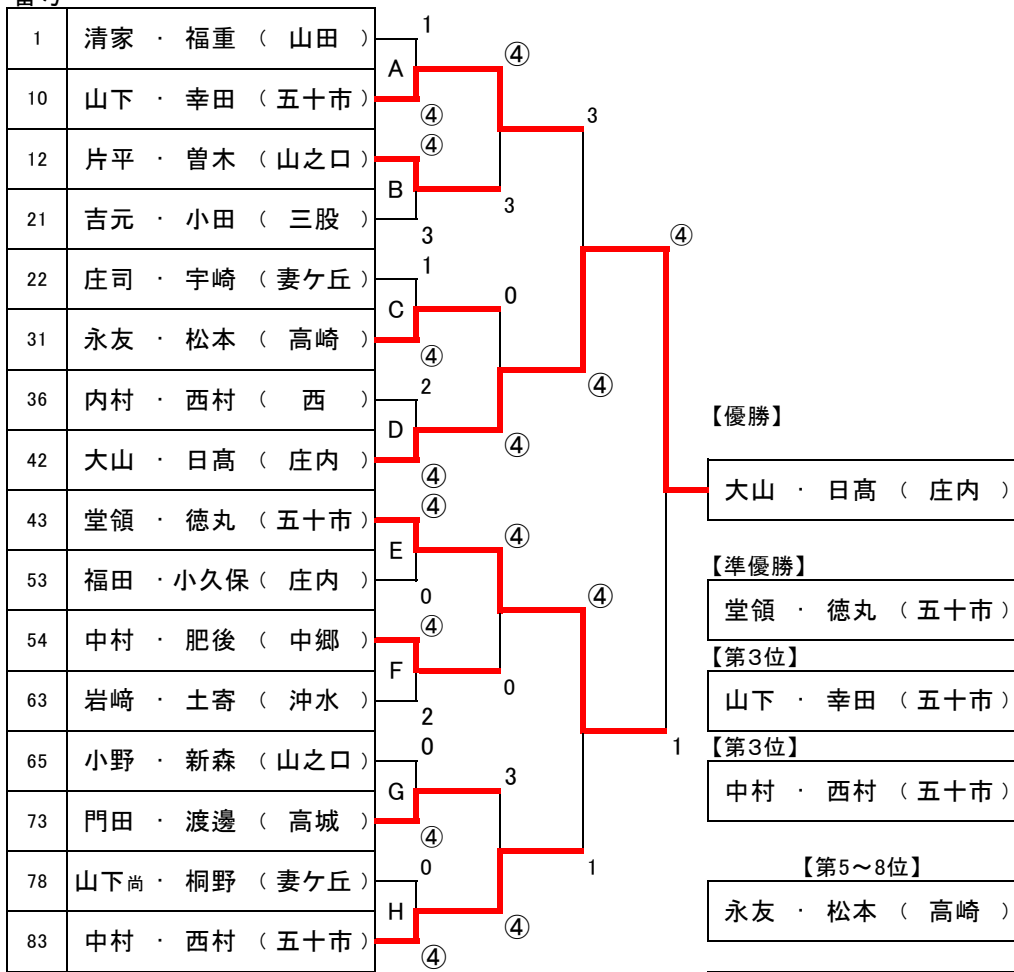 1 清家 ・ 福重 （ 山田 ） 1
A ④
10 山下 ・ 幸田 （ 五十市 ） ④ 3
12 片平 ・ 曽木 （ 山之口 ） ④
B 3
21 吉元 ・ 小田 （ 三股 ） 3 ④
22 庄司 ・ 宇崎 （ 妻ケ丘 ） 1
C 0
31 永友 ・ 松本 （ 高崎 ） ④ ④
36 内村 ・ 西村 （ 西 ） 2
D ④
42 大山 ・ 日髙 （ 庄内 ） ④
43 堂領 ・ 徳丸 （ 五十市 ） ④
E ④
53 福田 ・ 小久保 （ 庄内 ） 0 ④
54 中村 ・ 肥後 （ 中郷 ） ④
F 0
63 岩﨑 ・ 土寄 （ 沖水 ） 2 1
65 小野 ・ 新森 （ 山之口 ） 0
G 3
73 門田 ・ 渡邊 （ 高城 ） ④ 1
78 山下尚 ・ 桐野 （ 妻ケ丘 ） 0
H ④
83 中村 ・ 西村 （ 五十市 ） ④
【優勝】
大山 ・ 日髙 （ 庄内 ）
【準優勝】
堂領 ・ 徳丸 （ 五十市 ）
【第3位】
山下 ・ 幸田 （ 五十市 ）
【第3位】
中村 ・ 西村 （ 五十市 ）
【第5～8位】
永友 ・ 松本 （ 高崎 ）